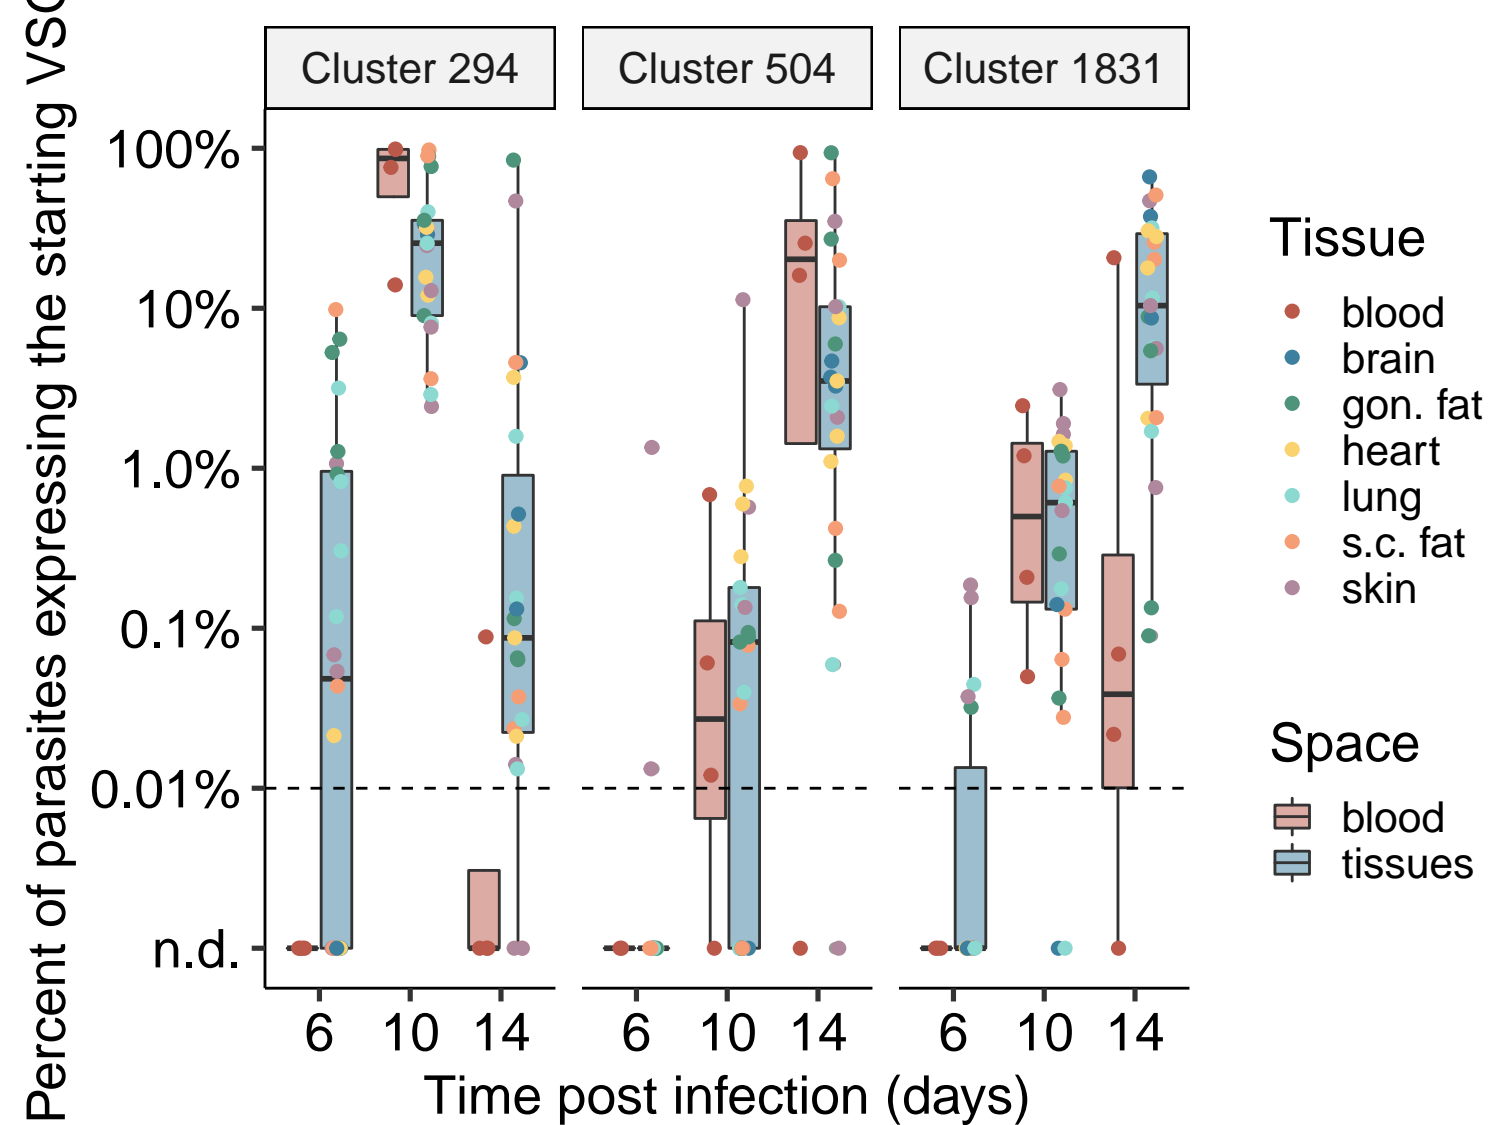 Percent of parasites expressing the starting VSG
Cluster 294
Cluster 504
Cluster 1831
100%
10%
1.0%
0.1%
0.01%
n.d.
6 10 14
6 10 14
6 10 14
Time post infection (days)
Tissue
blood
brain
gon. fat
heart
lung
s.c. fat
skin
Space
blood
tissues